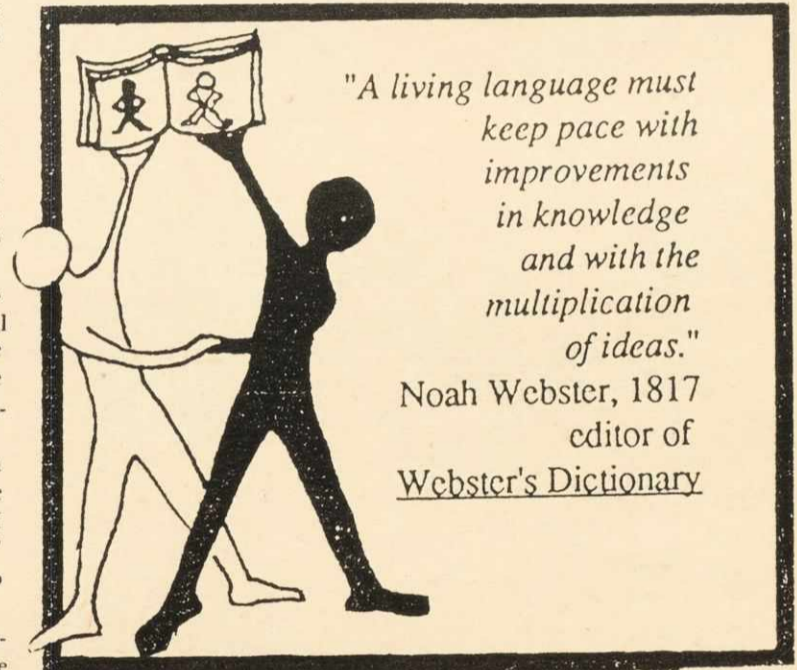 "A living language must
keep pace with
improvements
in knowledge
and with the
multiplication
of ideas."
Noah Webster, 1817
editor of
Webster's Dictionary